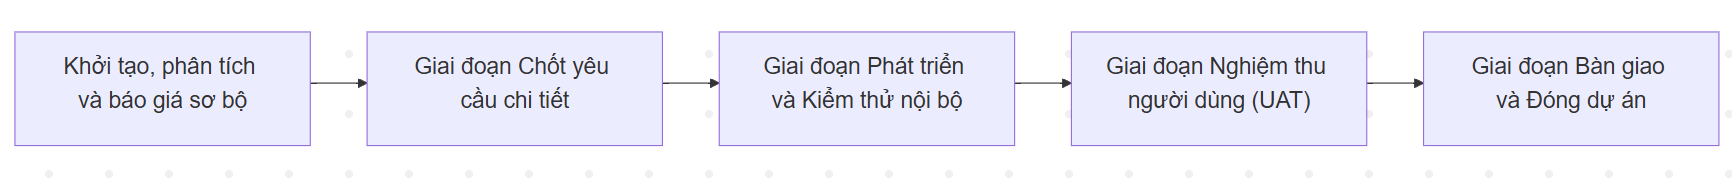 Khởi tạo, phân tích
và báo giá sơ bộ
Giai đoạn Chốt yêu
cầu chi tiết
Giai đoạn Phát triển
và Kiểm thử nội bộ
Giai đoạn Nghiệm thu
người dùng (UAT)
Giai đoạn Bàn giao
và Đóng dự án